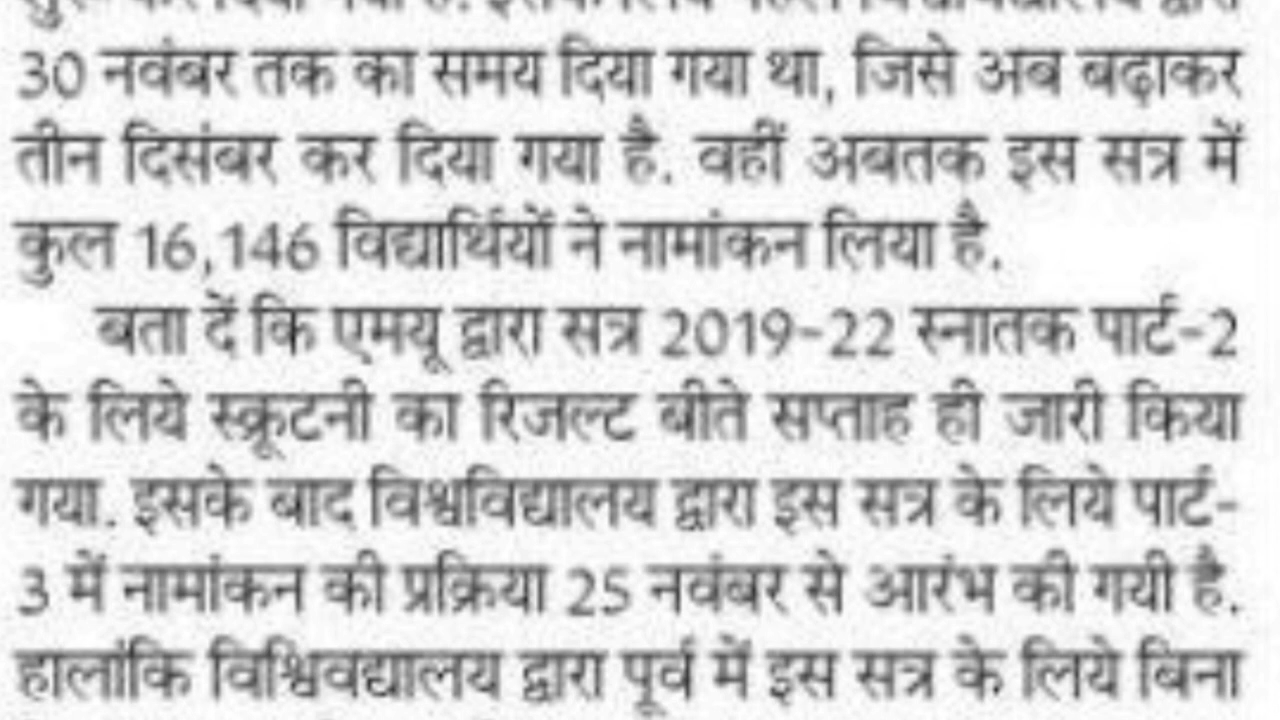 30 नवंबर तक का समय दिया गया था, जिसे अब बढ़ाकर
तीन दिसंबर कर दिया गया है. वहीं अबतक इस सत्र में
कुल 16,146 विद्यार्थियों ने नामांकन लिया है.
बता दें कि एमयू द्वारा सत्र 2019-22 स्नातक पार्ट-2
के लिये स्क्रूटनी का रिजल्ट बीते सप्ताह ही जारी किया
गया. इसके बाद विश्वविद्यालय द्वारा इस सत्र के लिये पार्ट-
3 में नामांकन की प्रक्रिया 25 नवंबर से आरंभ की गयी है.
हालांकि विश्विवद्यालय द्वारा पूर्व में इस सत्र के लिये बिना